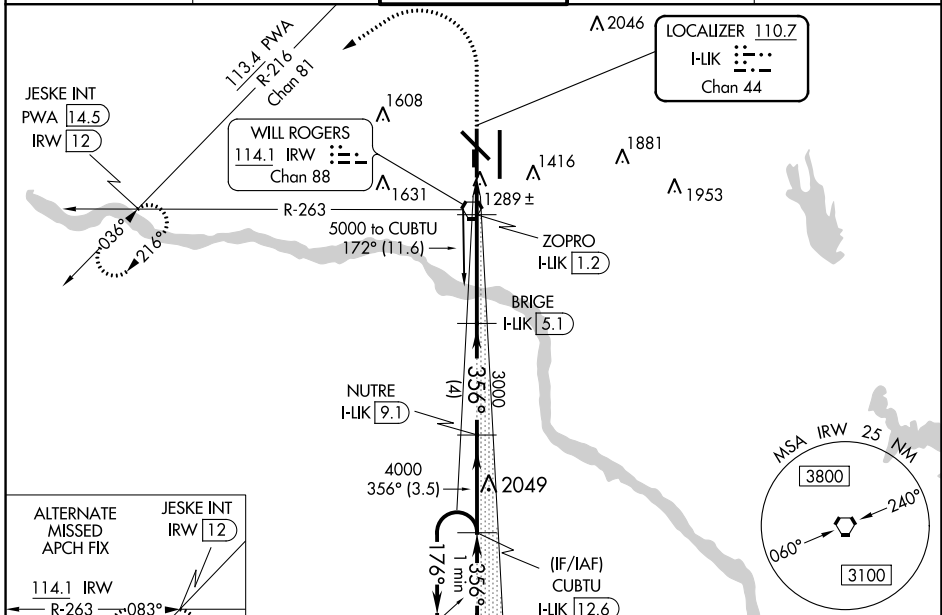 113.4 PWA
R-216
Chan 81
2046
LOCALIZER 110.7
I-LIK
Chan 44
JESKE INT
PWA 14.5
IRW 12
1608
WILL ROGERS
114.1 IRW
Chan 88
1631
1416
1881
1953
1289 ±
R-263
036°
216°
5000 to CUBTU
172° (11.6)
ZOPRO
I-LIK 1.2
BRIGE
I-LIK 5.1
3000
356°
(4)
NUTRE
I-LIK 9.1
4000
356° (3.5)
2049
MSA IRW 25 NM
3800
240°
060°
3100
ALTERNATE
MISSED
APCH FIX
JESKE INT
IRW 12
114.1 IRW
R-263
083°
176°
1 min
356°
(IF/IAF)
CUBTU
I-LIK 12.6